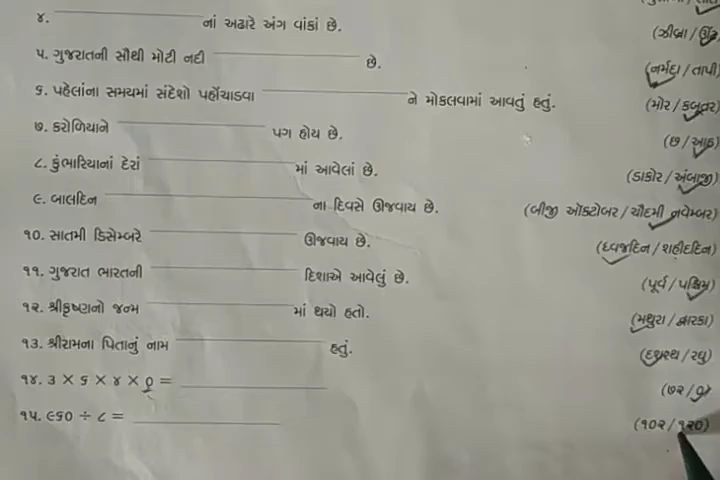 ૪. ____________ નાં અઢારે અંગ વાંકાં છે. (ઝીબ્રા / ઊંટ)
૫. ગુજરાતની સૌથી મોટી નદી ____________ છે. (નર્મદા / તાપી)
૬. પહેલાંના સમયમાં સંદેશો પહોંચાડવા ____________ ને મોકલવામાં આવતું હતું. (મોર / કબૂતર)
૭. કરોળિયાને ____________ પગ હોય છે. (છ / આઠ)
૮. કુંભારિયાનાં દેરાં ____________ માં આવેલાં છે. (ડાકોર / અંબાજી)
૯. બાલદિન ____________ ના દિવસે ઊજવાય છે. (બીજી ઑક્ટોબર / ચૌદમી નવેમ્બર)
૧૦. સાતમી ડિસેમ્બરે ____________ ઊજવાય છે. (ધ્વજદિન / શહીદદિન)
૧૧. ગુજરાત ભારતની ____________ દિશાએ આવેલું છે. (પૂર્વ / પશ્ચિમ)
૧૨. શ્રીકૃષ્ણનો જન્મ ____________ માં થયો હતો. (મથુરા / દ્વારકા)
૧૩. શ્રીરામના પિતાનું નામ ____________ હતું. (દશરથ / રઘુ)
૧૪. ૩ × ૬ × ૪ × ૦ = ____________ (૭૨ / ૦)
૧૫. ૯૬૦ ÷ ૮ = ____________ (૧૦૨ / ૧૨૦)